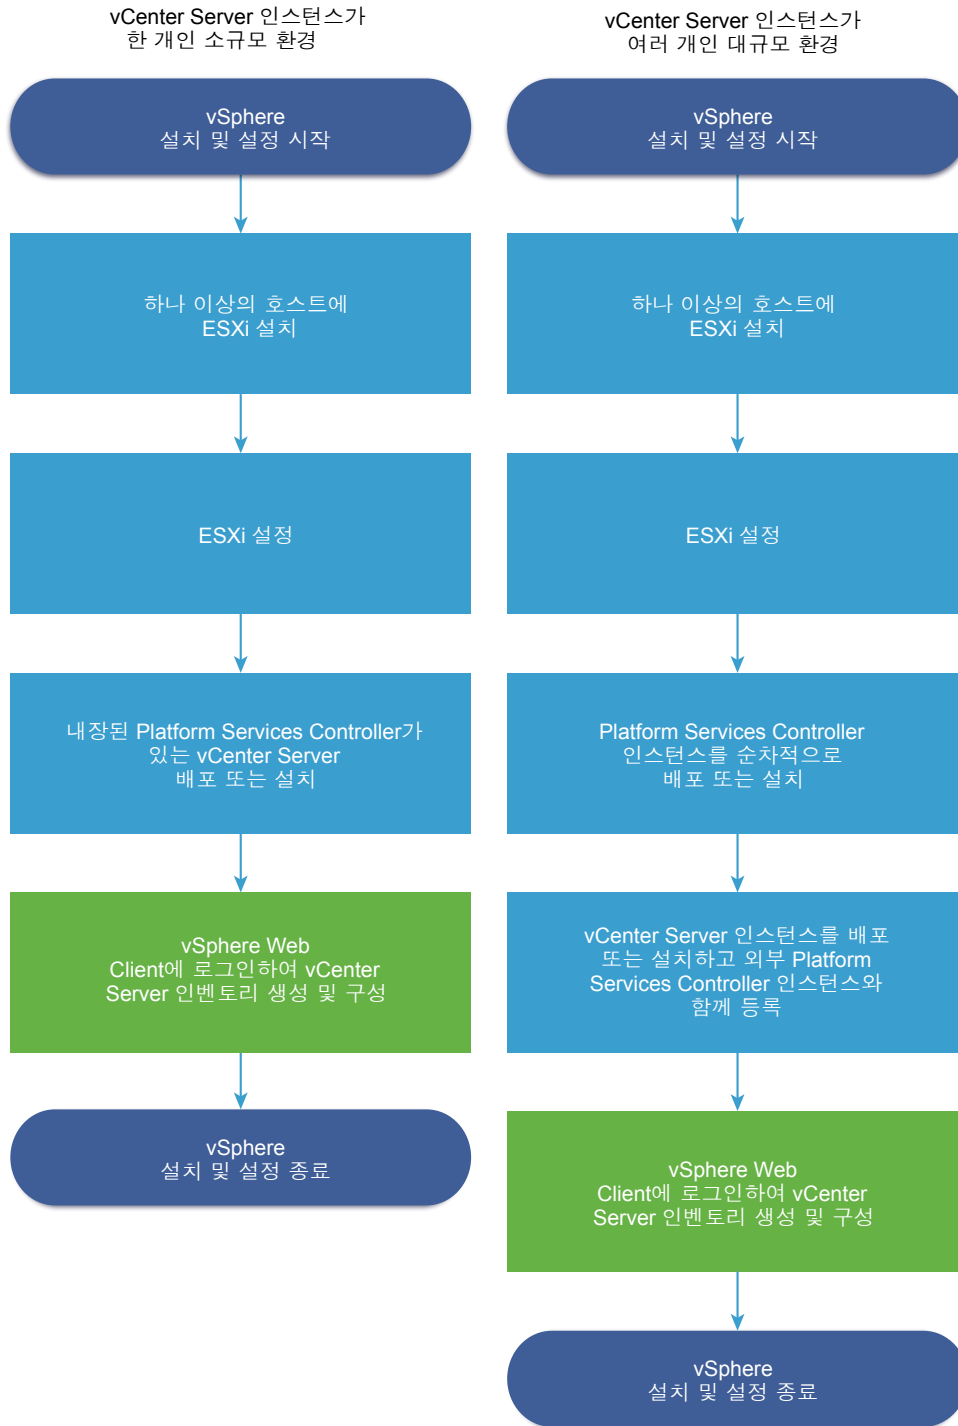 vCenter Server 인스턴스가
한 개인 소규모 환경
vSphere
설치 및 설정 시작
하나 이상의 호스트에
ESXi 설치
ESXi 설정
내장된 Platform Services Controller가
있는 vCenter Server
배포 또는 설치
vSphere Web
Client에 로그인하여 vCenter
Server 인벤토리 생성 및 구성
vSphere
설치 및 설정 종료
vCenter Server 인스턴스가
여러 개인 대규모 환경
vSphere
설치 및 설정 시작
하나 이상의 호스트에
ESXi 설치
ESXi 설정
Platform Services Controller
인스턴스를 순차적으로
배포 또는 설치
vCenter Server 인스턴스를 배포
또는 설치하고 외부 Platform
Services Controller 인스턴스와
함께 등록
vSphere Web
Client에 로그인하여 vCenter
Server 인벤토리 생성 및 구성
vSphere
설치 및 설정 종료